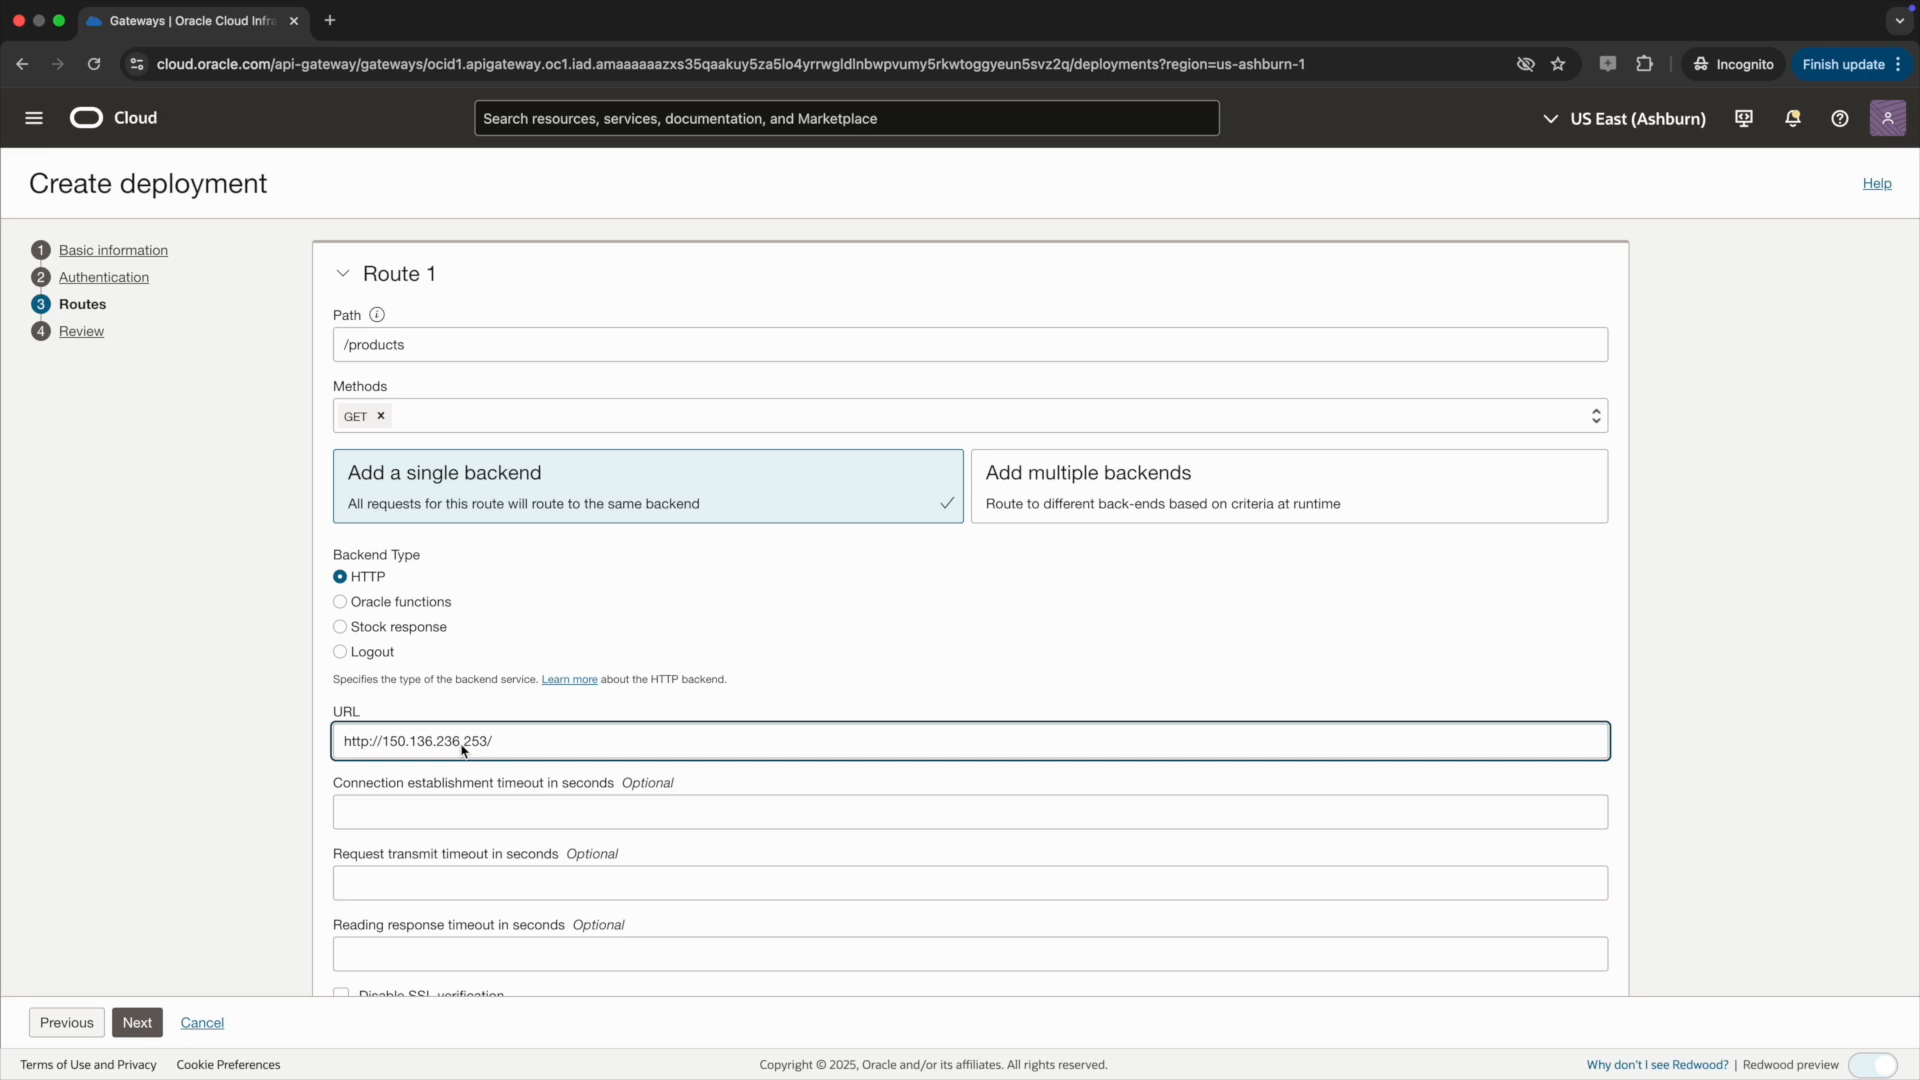 Gateways | Oracle Cloud Infra
cloud.oracle.com/api-gateway/gateways/ocid1.apigateway.oc1.iad.amaaaaaazxs35qaakuy5za5lo4yrrwgldlnbwpvumy5rkwtoggyeun5svz2q/deployments?region=us-ashburn-1
Incognito
Finish update
Cloud
Search resources, services, documentation, and Marketplace
US East (Ashburn)
Create deployment
Help
1 Basic information
2 Authentication
3 Routes
4 Review
Route 1
Path
/products
Methods
GET
Add a single backend
All requests for this route will route to the same backend
Add multiple backends
Route to different back-ends based on criteria at runtime
Backend Type
HTTP
Oracle functions
Stock response
Logout
Specifies the type of the backend service. Learn more about the HTTP backend.
URL
http://150.136.236.253/
Connection establishment timeout in seconds Optional
Request transmit timeout in seconds Optional
Reading response timeout in seconds Optional
Disable SSL verification
Previous
Next
Cancel
Terms of Use and Privacy
Cookie Preferences
Copyright © 2025, Oracle and/or its affiliates. All rights reserved.
Why don't I see Redwood? | Redwood preview